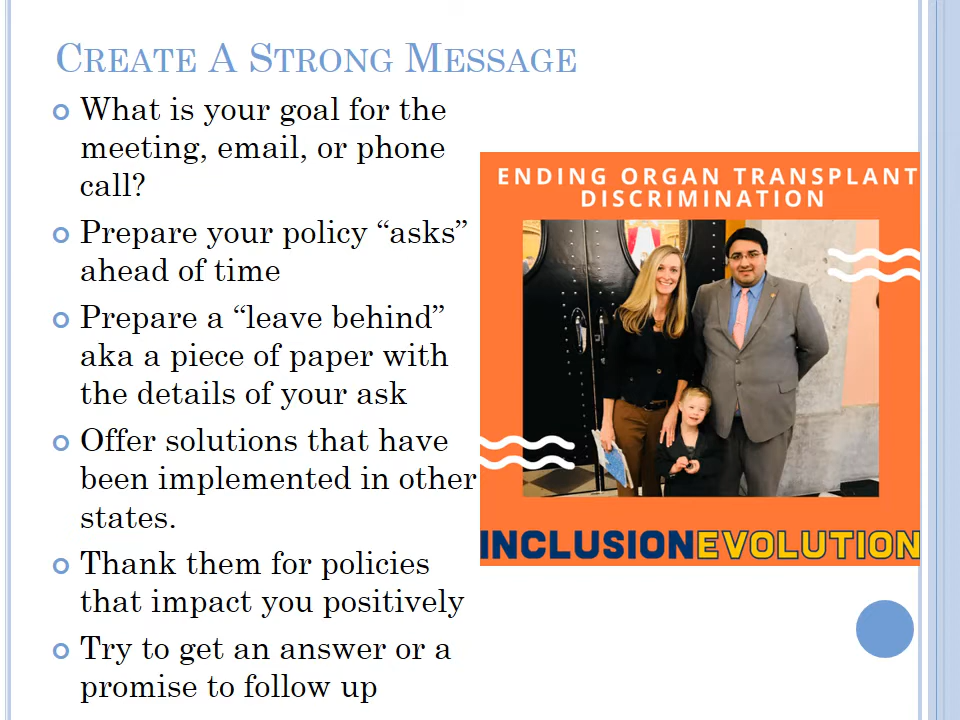 CREATE A STRONG MESSAGE
What is your goal for the
meeting, email, or phone
call?
Prepare your policy “asks”
ahead of time
Prepare a “leave behind”
aka a piece of paper with
the details of your ask
Offer solutions that have
been implemented in other
states.
Thank them for policies
that impact you positively
Try to get an answer or a
promise to follow up
ENDING ORGAN TRANSPLANT
DISCRIMINATION
INCLUSIONEVOLUTION